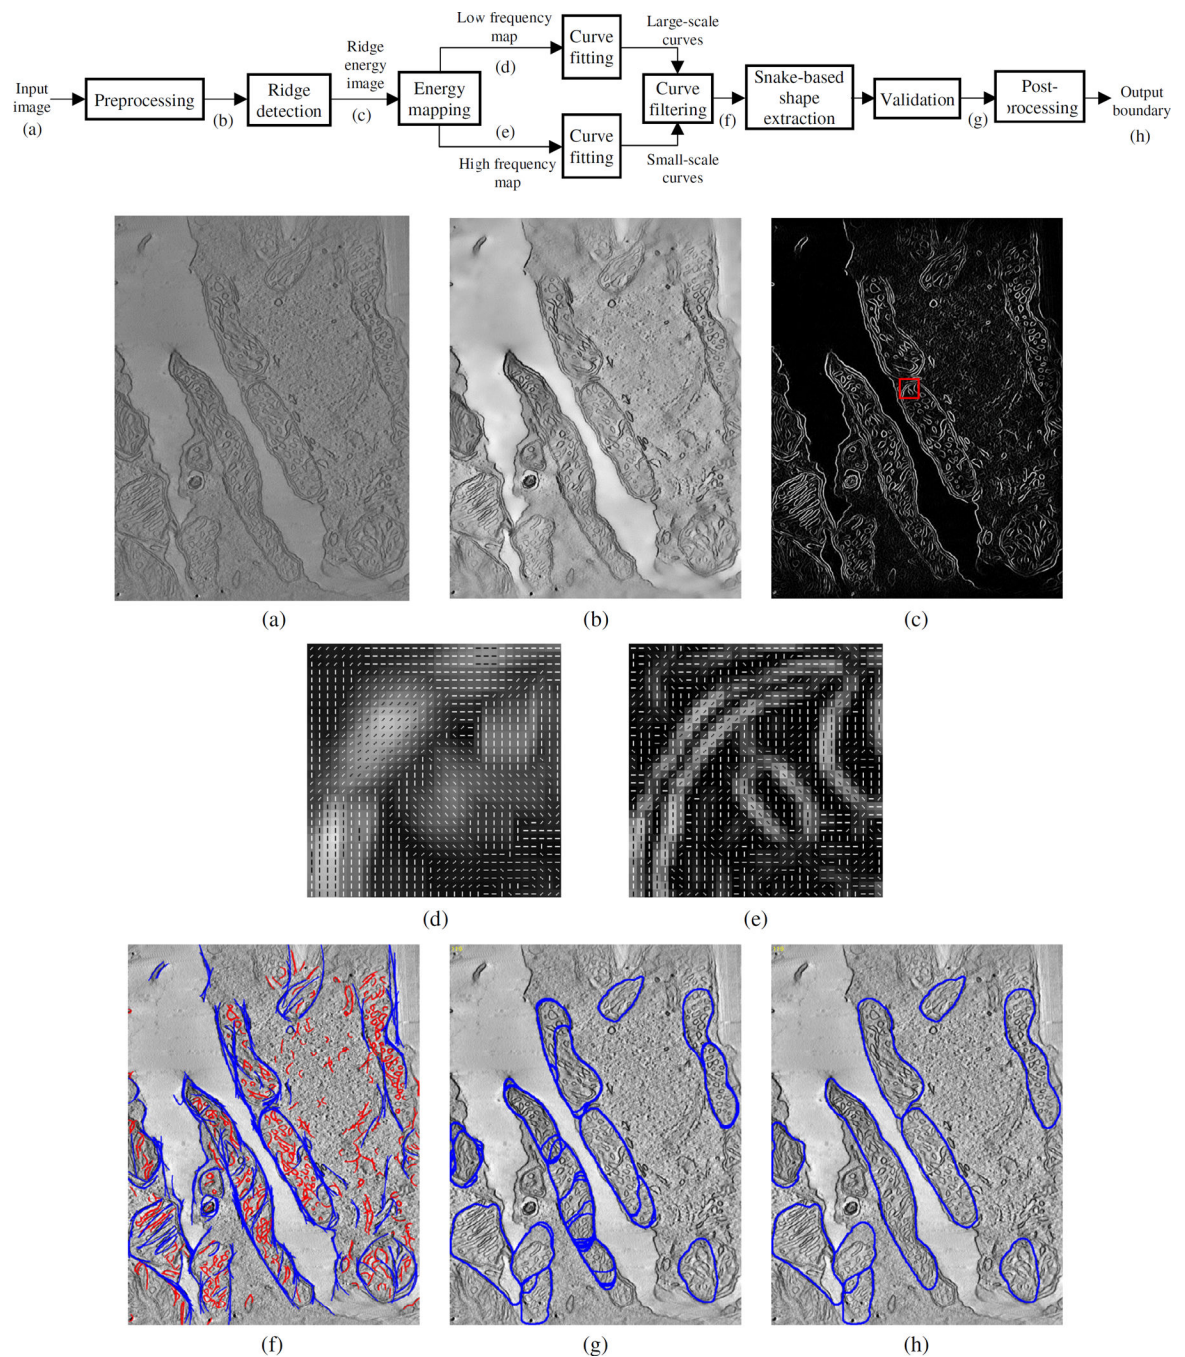 Input
image
(a)
Preprocessing
(b)
Ridge
detection
Ridge
energy
image
(c)
Energy
mapping
Low frequency
map
(d)
(e)
High frequency
map
Curve
fitting
Curve
fitting
Large-scale
curves
Curve
filtering
Small-scale
curves
(f)
Snake-based
shape
extraction
Validation
(g)
Post-
processing
Output
boundary
(h)
(a)
(b)
(c)
(d)
(e)
(f)
(g)
(h)